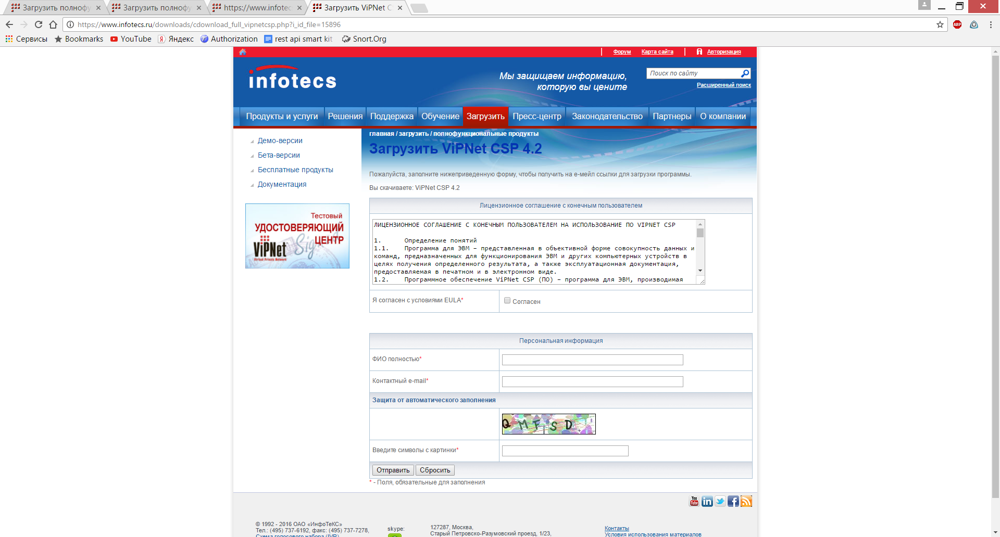 Загрузить полнофу
Загрузить полнофу
https://www.infotec
Загрузить ViPNet C
https://www.infotecs.ru/downloads/cdownload_full_vipnetcsp.php?i_id_file=15896
ABP
Сервисы Bookmarks YouTube Яндекс Authorization rest api smart kit Snort.Org
Форум Карта сайта Авторизация
infotecs
Мы защищаем информацию,
которую вы цените
Поиск по сайту
Расширенный поиск
Продукты и услуги Решения Поддержка Обучение Загрузить Пресс-центр Законодательство Партнеры О компании
Демо-версии
Бета-версии
Бесплатные продукты
Документация
Тестовый
УДОСТОВЕРЯЮЩИЙ
ЦЕНТР
ViPNet
Virtual Private Network
главная / загрузить / полнофункциональные продукты
Загрузить ViPNet CSP 4.2
Пожалуйста, заполните нижеприведенную форму, чтобы получить на е-мейл ссылки для загрузки программы.
Вы скачиваете: ViPNet CSP 4.2
Лицензионное соглашение с конечным пользователем
ЛИЦЕНЗИОННОЕ СОГЛАШЕНИЕ С КОНЕЧНЫМ ПОЛЬЗОВАТЕЛЕМ НА ИСПОЛЬЗОВАНИЕ ПО VIPNET CSP
1. Определение понятий
1.1. Программа для ЭВМ – представленная в объективной форме совокупность данных и
команд, предназначенных для функционирования ЭВМ и других компьютерных устройств в
целях получения определенного результата, а также эксплуатационная документация,
предоставляемая в печатном и в электронном виде.
1.2. Программное обеспечение ViPNet CSP (ПО) – программа для ЭВМ, производимая
Я согласен с условиями EULA*
Согласен
Персональная информация
ФИО полностью*
Контактный e-mail*
Защита от автоматического заполнения
Q M F S D
Введите символы с картинки*
Отправить Сбросить
* - Поля, обязательные для заполнения
You Tube in f
© 1992 - 2016 ОАО «ИнфоТеКС»
Тел.: (495) 737-6192, факс: (495) 737-7278,
Схема голосового набора (IVR)
skype:
127287, Москва,
Старый Петровско-Разумовский проезд, 1/23,
Контакты
Условия использования материалов